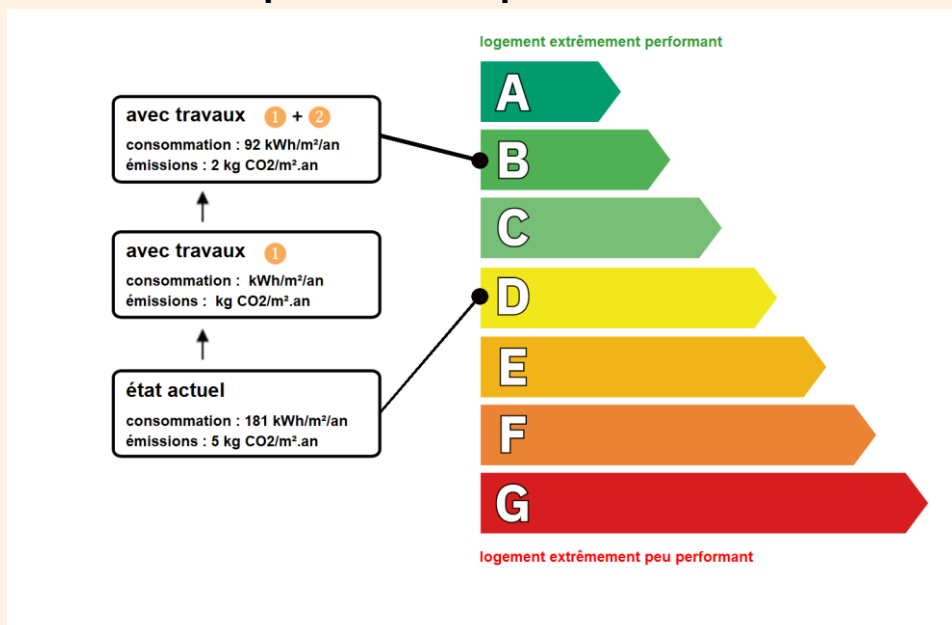 logement extrêmement performant
avec travaux 1 + 2
consommation : 92 kWh/m²/an
émissions : 2 kg CO2/m².an
avec travaux 1
consommation : kWh/m²/an
émissions : kg CO2/m².an
état actuel
consommation : 181 kWh/m²/an
émissions : 5 kg CO2/m².an
A
B
C
D
E
F
G
logement extrêmement peu performant